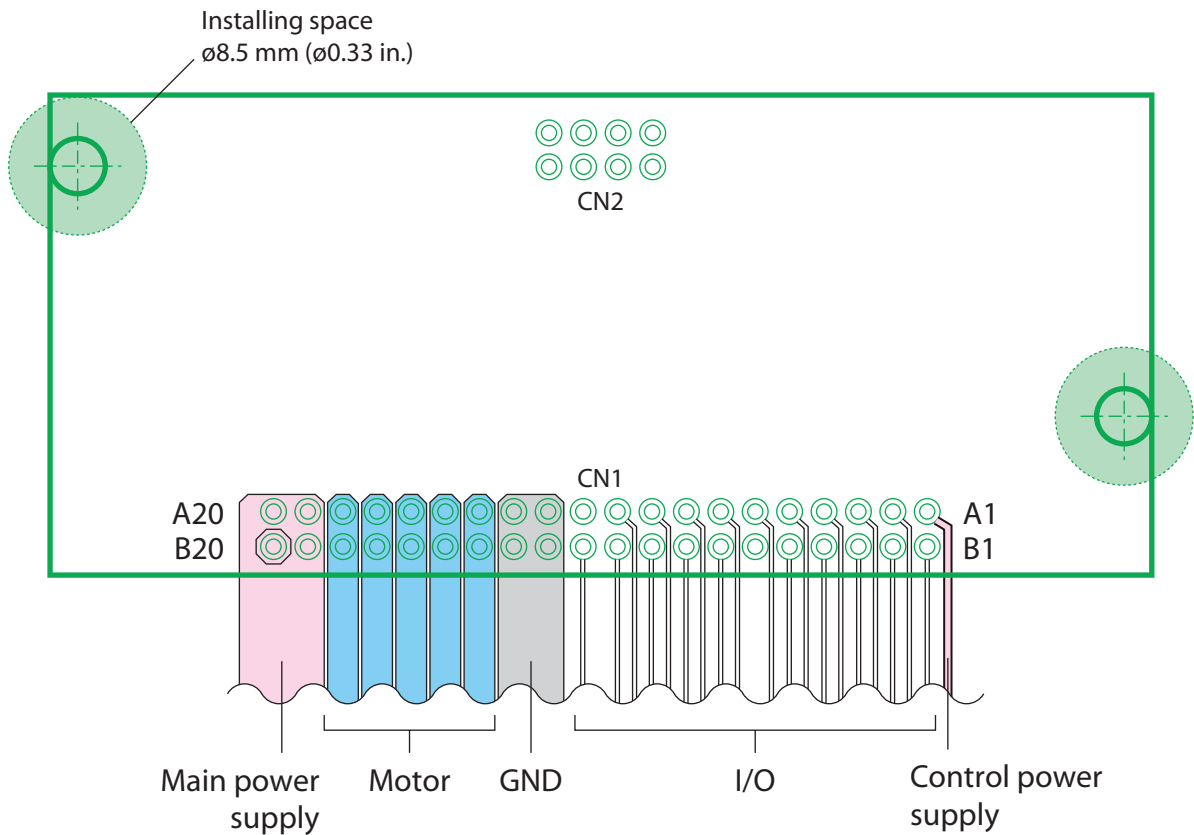 Installing space
ø8.5 mm (ø0.33 in.)
CN2
CN1
A20
A1
B20
B1
Main power
supply
Motor
GND
I/O
Control power
supply